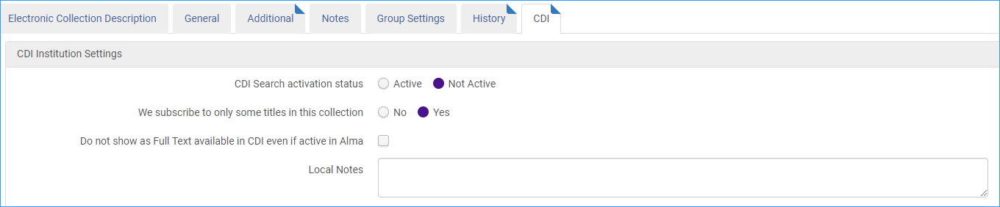 Electronic Collection Description General Additional Notes Group Settings History CDI
CDI Institution Settings
CDI Search activation status Active Not Active
We subscribe to only some titles in this collection No Yes
Do not show as Full Text available in CDI even if active in Alma
Local Notes